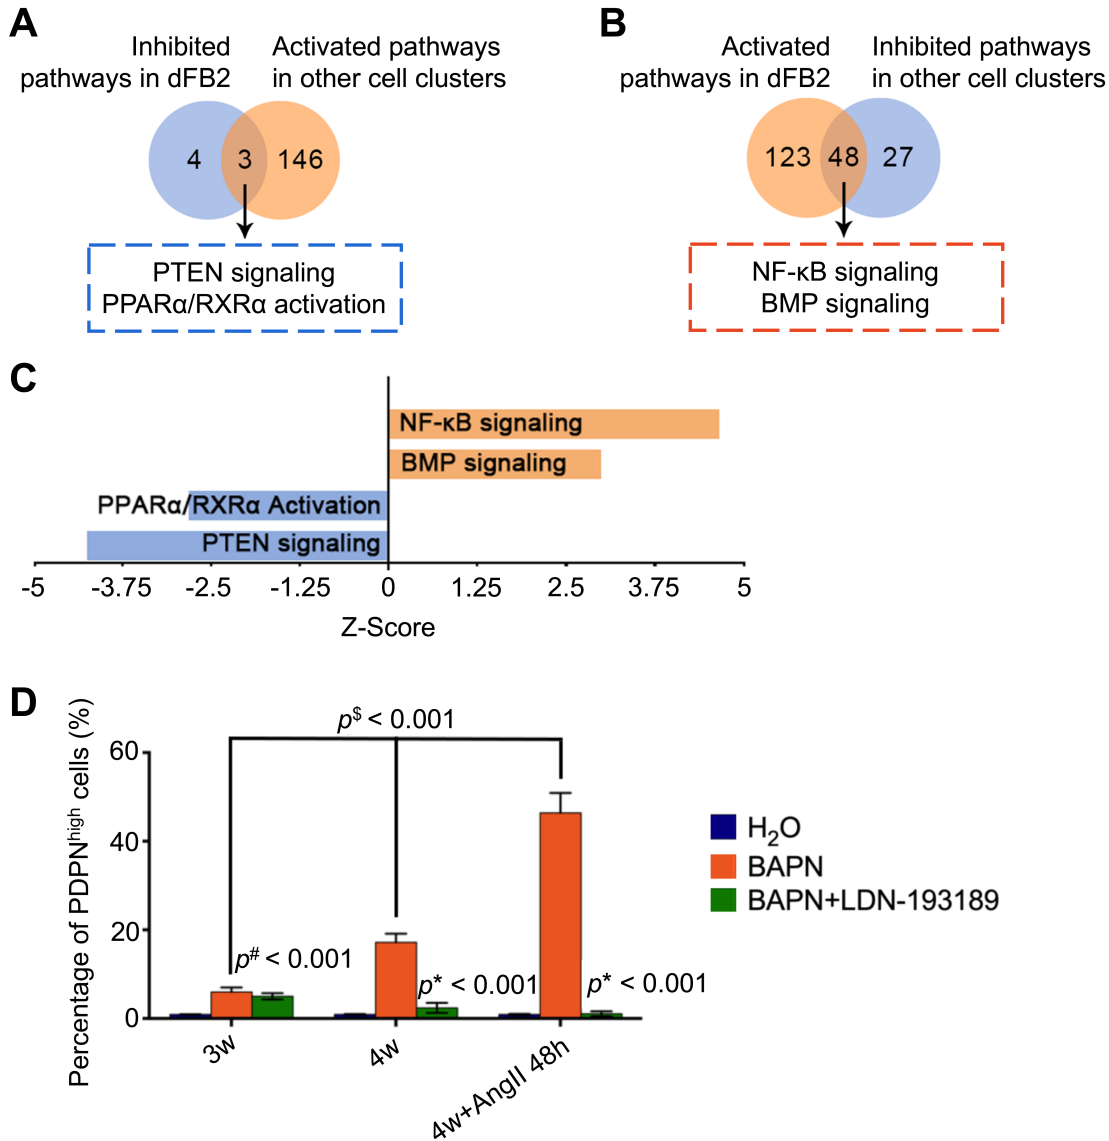 A
Inhibited
pathways in dFB2
Activated pathways
in other cell clusters
4 3 146
PTEN signaling
PPARα/RXRα activation
B
Activated
pathways in dFB2
Inhibited pathways
in other cell clusters
123 48 27
NF-κB signaling
BMP signaling
C
NF-κB signaling
BMP signaling
PPARα/RXRα Activation
PTEN signaling
-5 -3.75 -2.5 -1.25 0 1.25 2.5 3.75 5
Z-Score
D
Percentage of PDPNhigh cells (%)
60
40
20
0
p$ < 0.001
p# < 0.001
p* < 0.001
p* < 0.001
3w
4w
4w+AngII 48h
H2O
BAPN
BAPN+LDN-193189